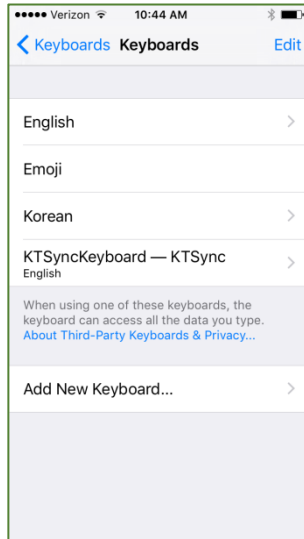 Verizon 10:44 AM
Keyboards Keyboards Edit
English
Emoji
Korean
KTSyncKeyboard — KTSync
English
When using one of these keyboards, the
keyboard can access all the data you type.
About Third-Party Keyboards & Privacy...
Add New Keyboard...